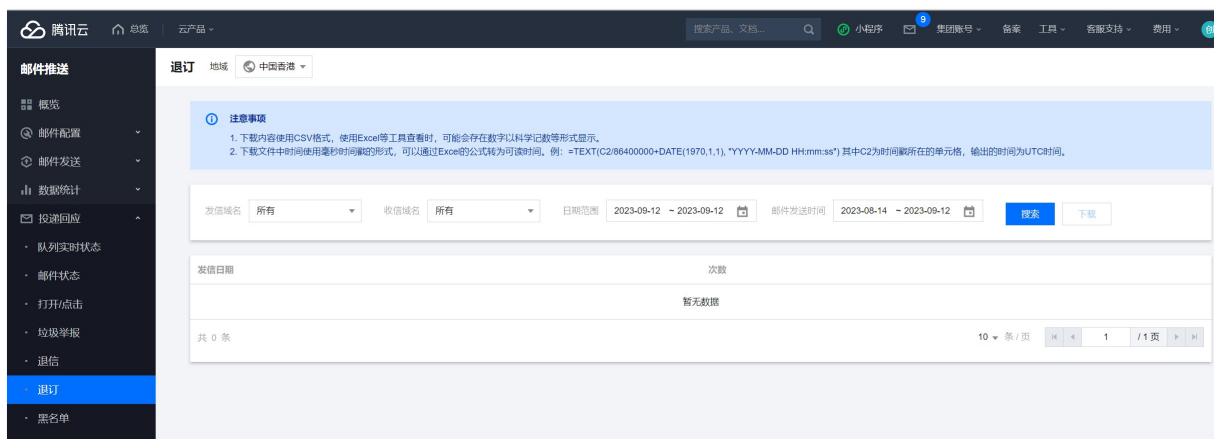 腾讯云 总览 云产品 搜索产品、文档... 小程序 9 集团账号 备案 工具 客服支持 费用 创
邮件推送
退订 地域 中国香港
概览
邮件配置
邮件发送
数据统计
投递回应
队列实时状态
邮件状态
打开/点击
垃圾举报
退信
退订
黑名单
注意事项
1. 下载内容使用CSV格式，使用Excel等工具查看时，可能会存在数字以科学记数等形式显示。
2. 下载文件中时间使用毫秒时间戳的形式，可以通过Excel的公式转为可读时间。例：=TEXT(C2/86400000+DATE(1970,1,1), "YYYY-MM-DD HH:mm:ss") 其中C2为时间戳所在的单元格，输出的时间为UTC时间。
发信域名 所有 收信域名 所有 日期范围 2023-09-12 ~ 2023-09-12 邮件发送时间 2023-08-14 ~ 2023-09-12 搜索 下载
发信日期 次数
暂无数据
共 0 条 10 条 / 页 1 / 1 页